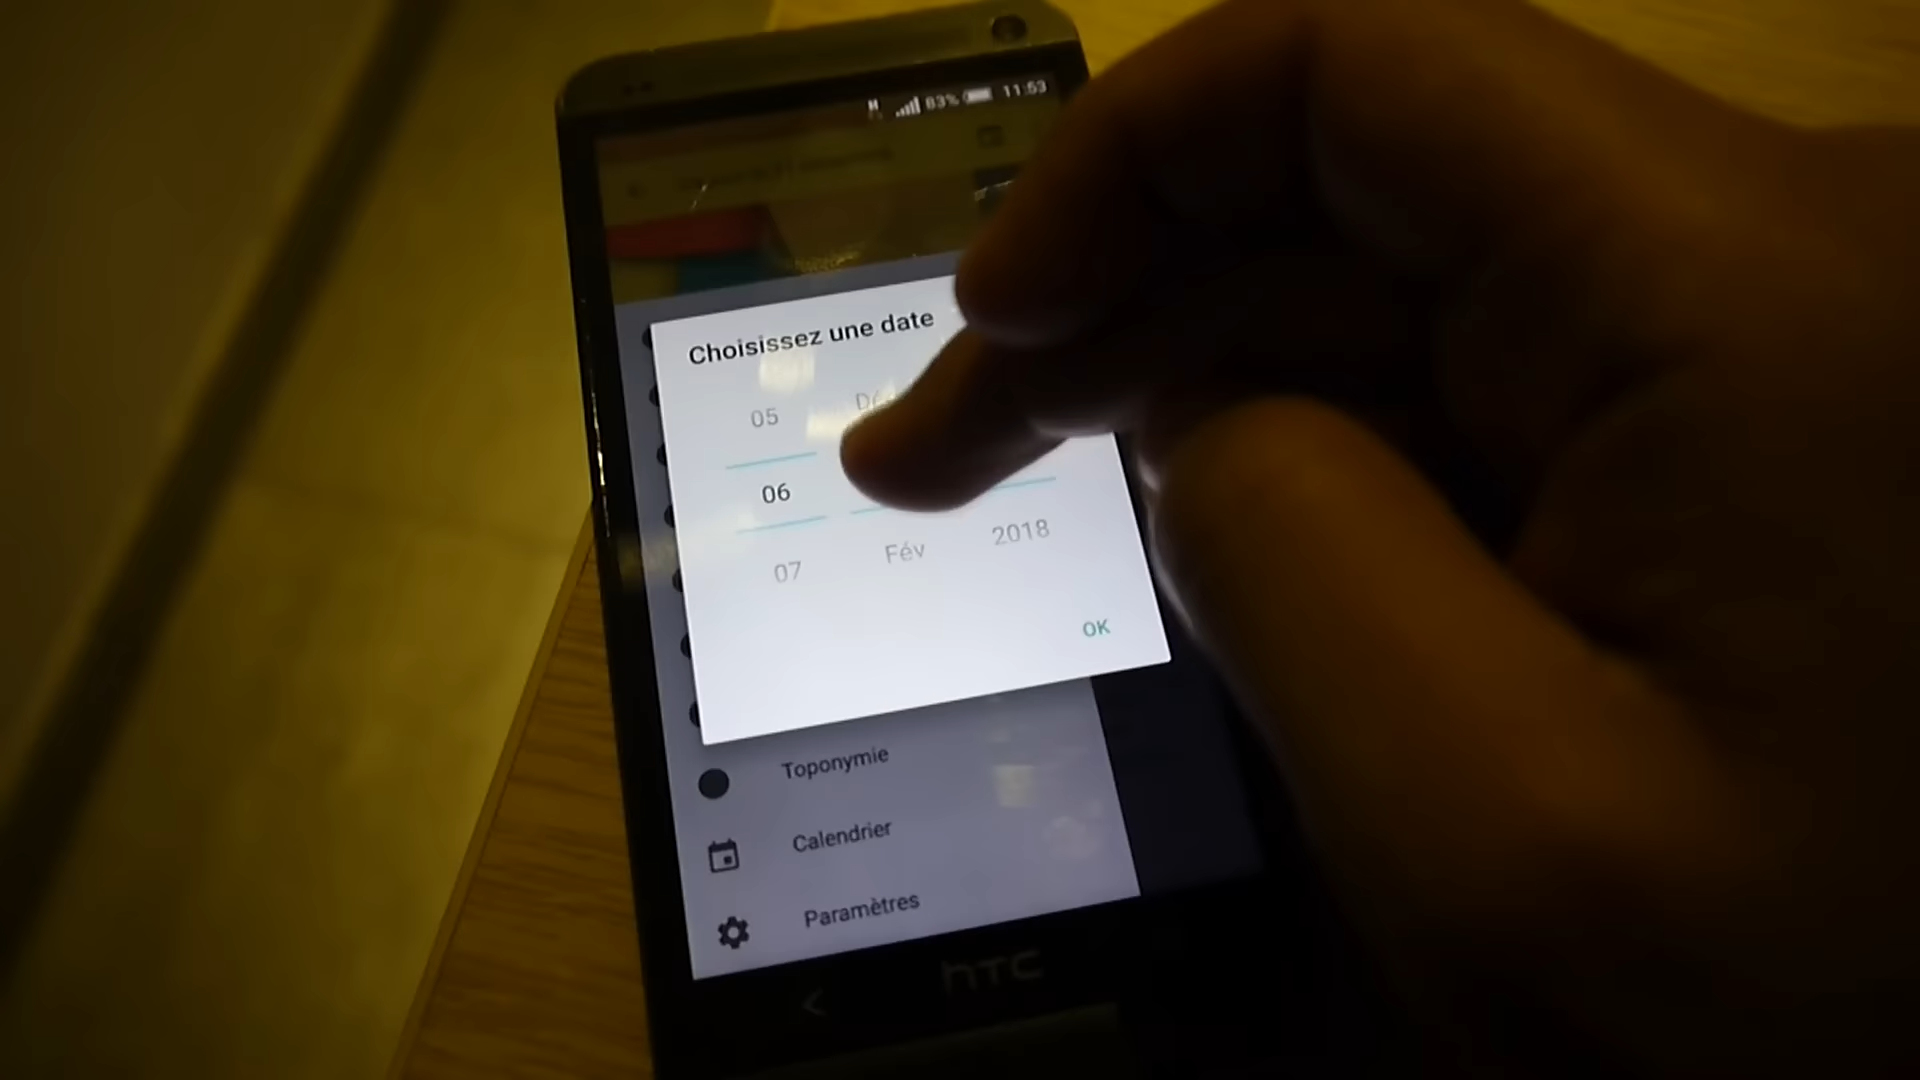 83% 11:53
Choisissez une date
05
06
07 Fév 2018
OK
Toponymie
Calendrier
Paramètres
hTC